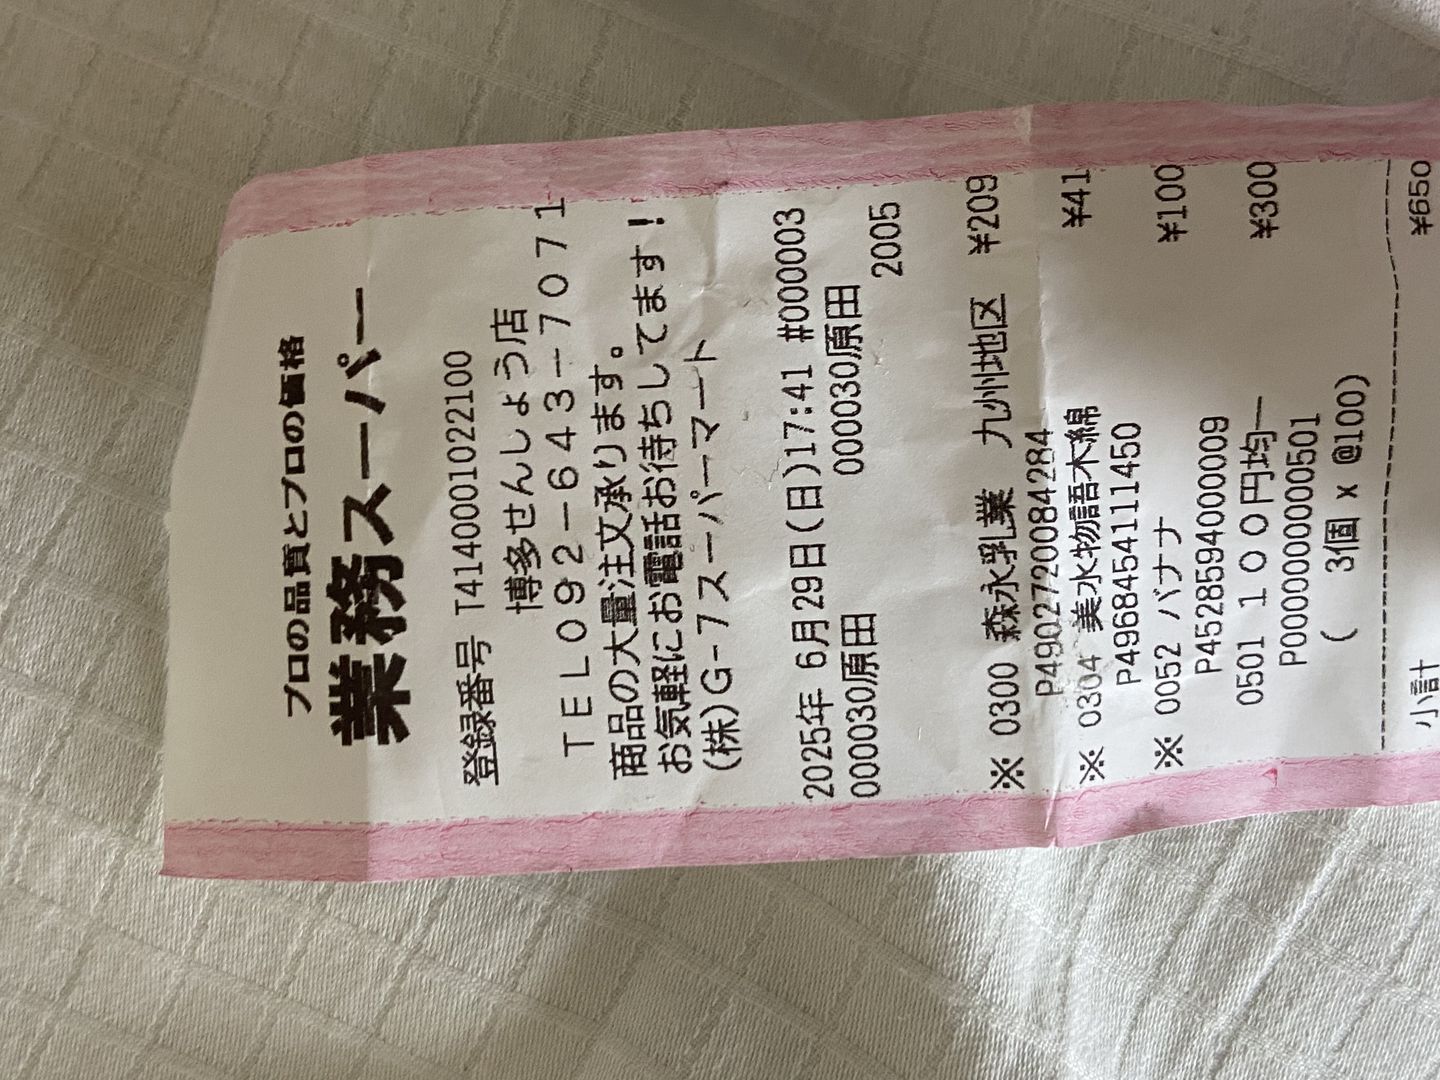 プロの品質とプロの価格
業務スーパー
登録番号 T4140001022100
博多せんしょう店
TEL092-643-7071
商品の大量注文承ります。
お気軽にお電話お待ちしてます!
(株)G-7スーパーマート
2025年 6月29日(日)17:41 #000003
000030原田 000030原田
2005
※ 0300 森永乳業 九州地区 ¥209
P4902720084284
※ 0304 美水物語木綿 ¥41
P4968454111450
※ 0052 バナナ ¥100
P4528594000009
0501 100円均一 ¥300
P0000000000501
( 3個 x @100)
小計 ¥650